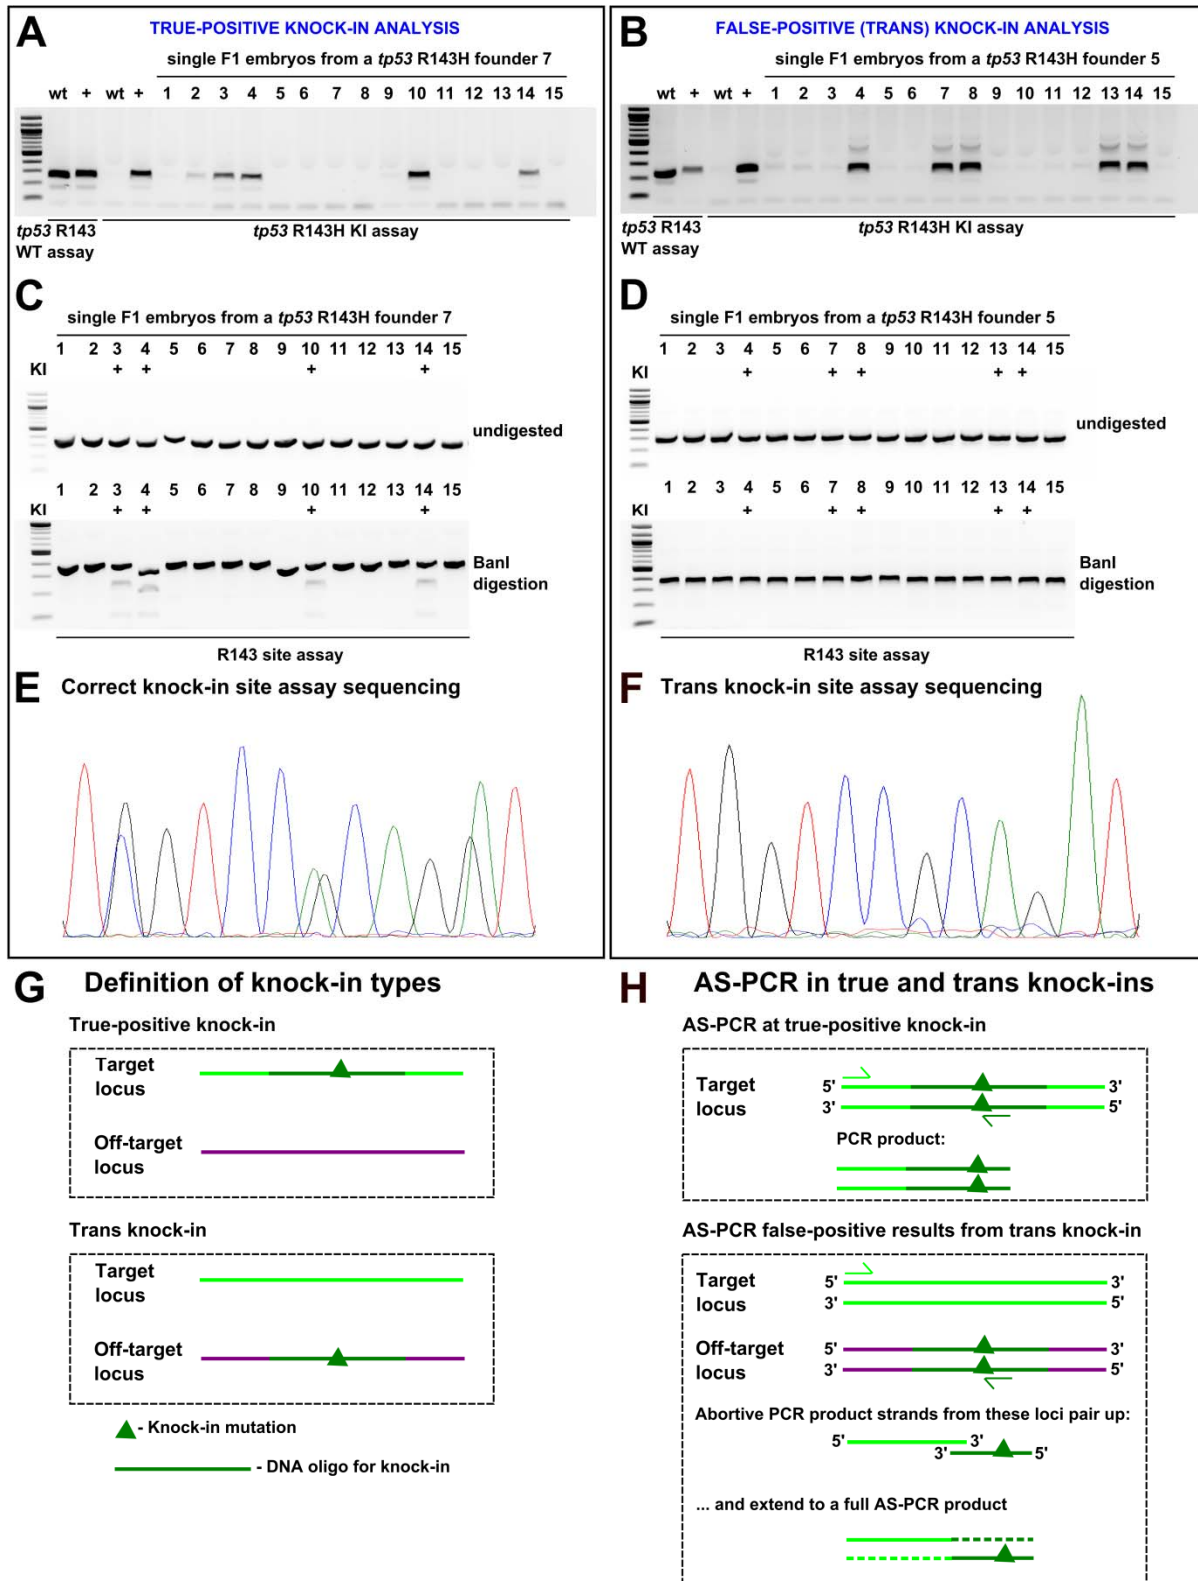 A
TRUE-POSITIVE KNOCK-IN ANALYSIS
single F1 embryos from a tp53 R143H founder 7
wt + wt + 1 2 3 4 5 6 7 8 9 10 11 12 13 14 15
tp53 R143
WT assay
tp53 R143H KI assay
B
FALSE-POSITIVE (TRANS) KNOCK-IN ANALYSIS
single F1 embryos from a tp53 R143H founder 5
wt + wt + 1 2 3 4 5 6 7 8 9 10 11 12 13 14 15
tp53 R143
WT assay
tp53 R143H KI assay
C
single F1 embryos from a tp53 R143H founder 7
1 2 3 4 5 6 7 8 9 10 11 12 13 14 15
KI + + + +
undigested
1 2 3 4 5 6 7 8 9 10 11 12 13 14 15
KI + + + +
BanI
digestion
R143 site assay
D
single F1 embryos from a tp53 R143H founder 5
1 2 3 4 5 6 7 8 9 10 11 12 13 14 15
KI + + + + +
undigested
1 2 3 4 5 6 7 8 9 10 11 12 13 14 15
KI + + + + +
BanI
digestion
R143 site assay
E Correct knock-in site assay sequencing
F Trans knock-in site assay sequencing
G Definition of knock-in types
True-positive knock-in
Target
locus
Off-target
locus
Trans knock-in
Target
locus
Off-target
locus
- Knock-in mutation
- DNA oligo for knock-in
H AS-PCR in true and trans knock-ins
AS-PCR at true-positive knock-in
Target
locus
5' 3'
3' 5'
PCR product:
AS-PCR false-positive results from trans knock-in
Target
locus
5' 3'
3' 5'
Off-target
locus
5' 3'
3' 5'
Abortive PCR product strands from these loci pair up:
5' 3'
3' 5'
... and extend to a full AS-PCR product